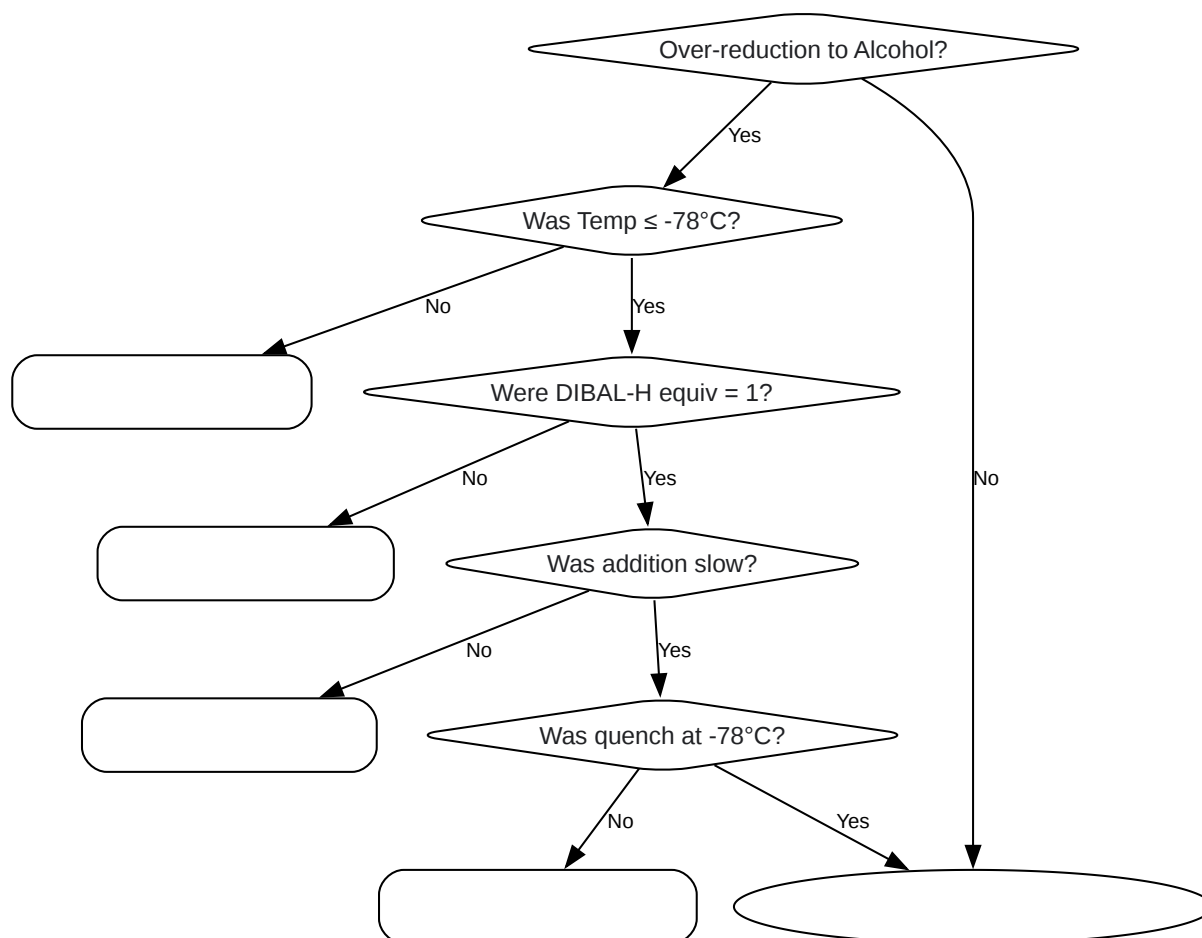 Over-reduction to Alcohol?
Yes
Was Temp ≤ -78°C?
No
Yes
Were DIBAL-H equiv = 1?
No
Yes
No
Was addition slow?
No
Yes
Was quench at -78°C?
No
Yes